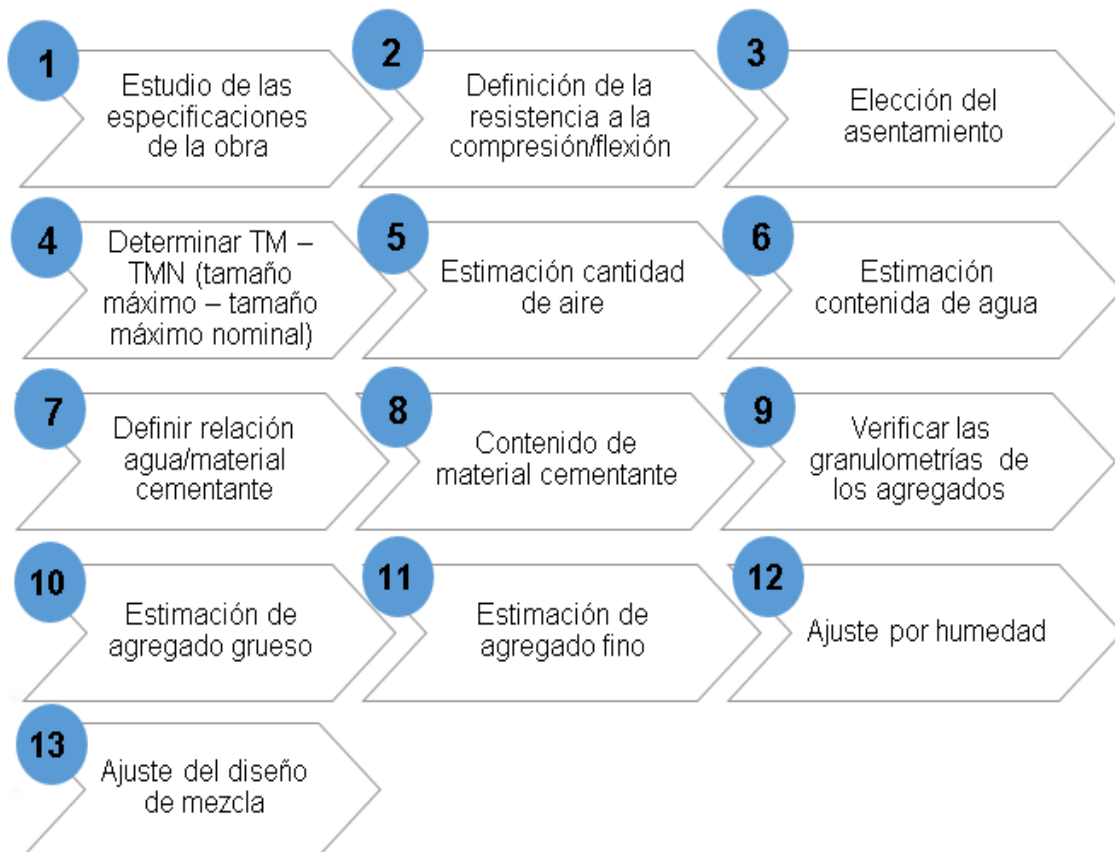 1
Estudio de las
especificaciones
de la obra
2
Definición de la
resistencia a la
compresión/flexión
3
Elección del
asentamiento
4
Determinar TM –
TMN (tamaño
máximo – tamaño
máximo nominal)
5
Estimación cantidad
de aire
6
Estimación
contenida de agua
7
Definir relación
agua/material
cementante
8
Contenido de
material cementante
9
Verificar las
granulometrías de
los agregados
10
Estimación de
agregado grueso
11
Estimación de
agregado fino
12
Ajuste por humedad
13
Ajuste del diseño
de mezcla